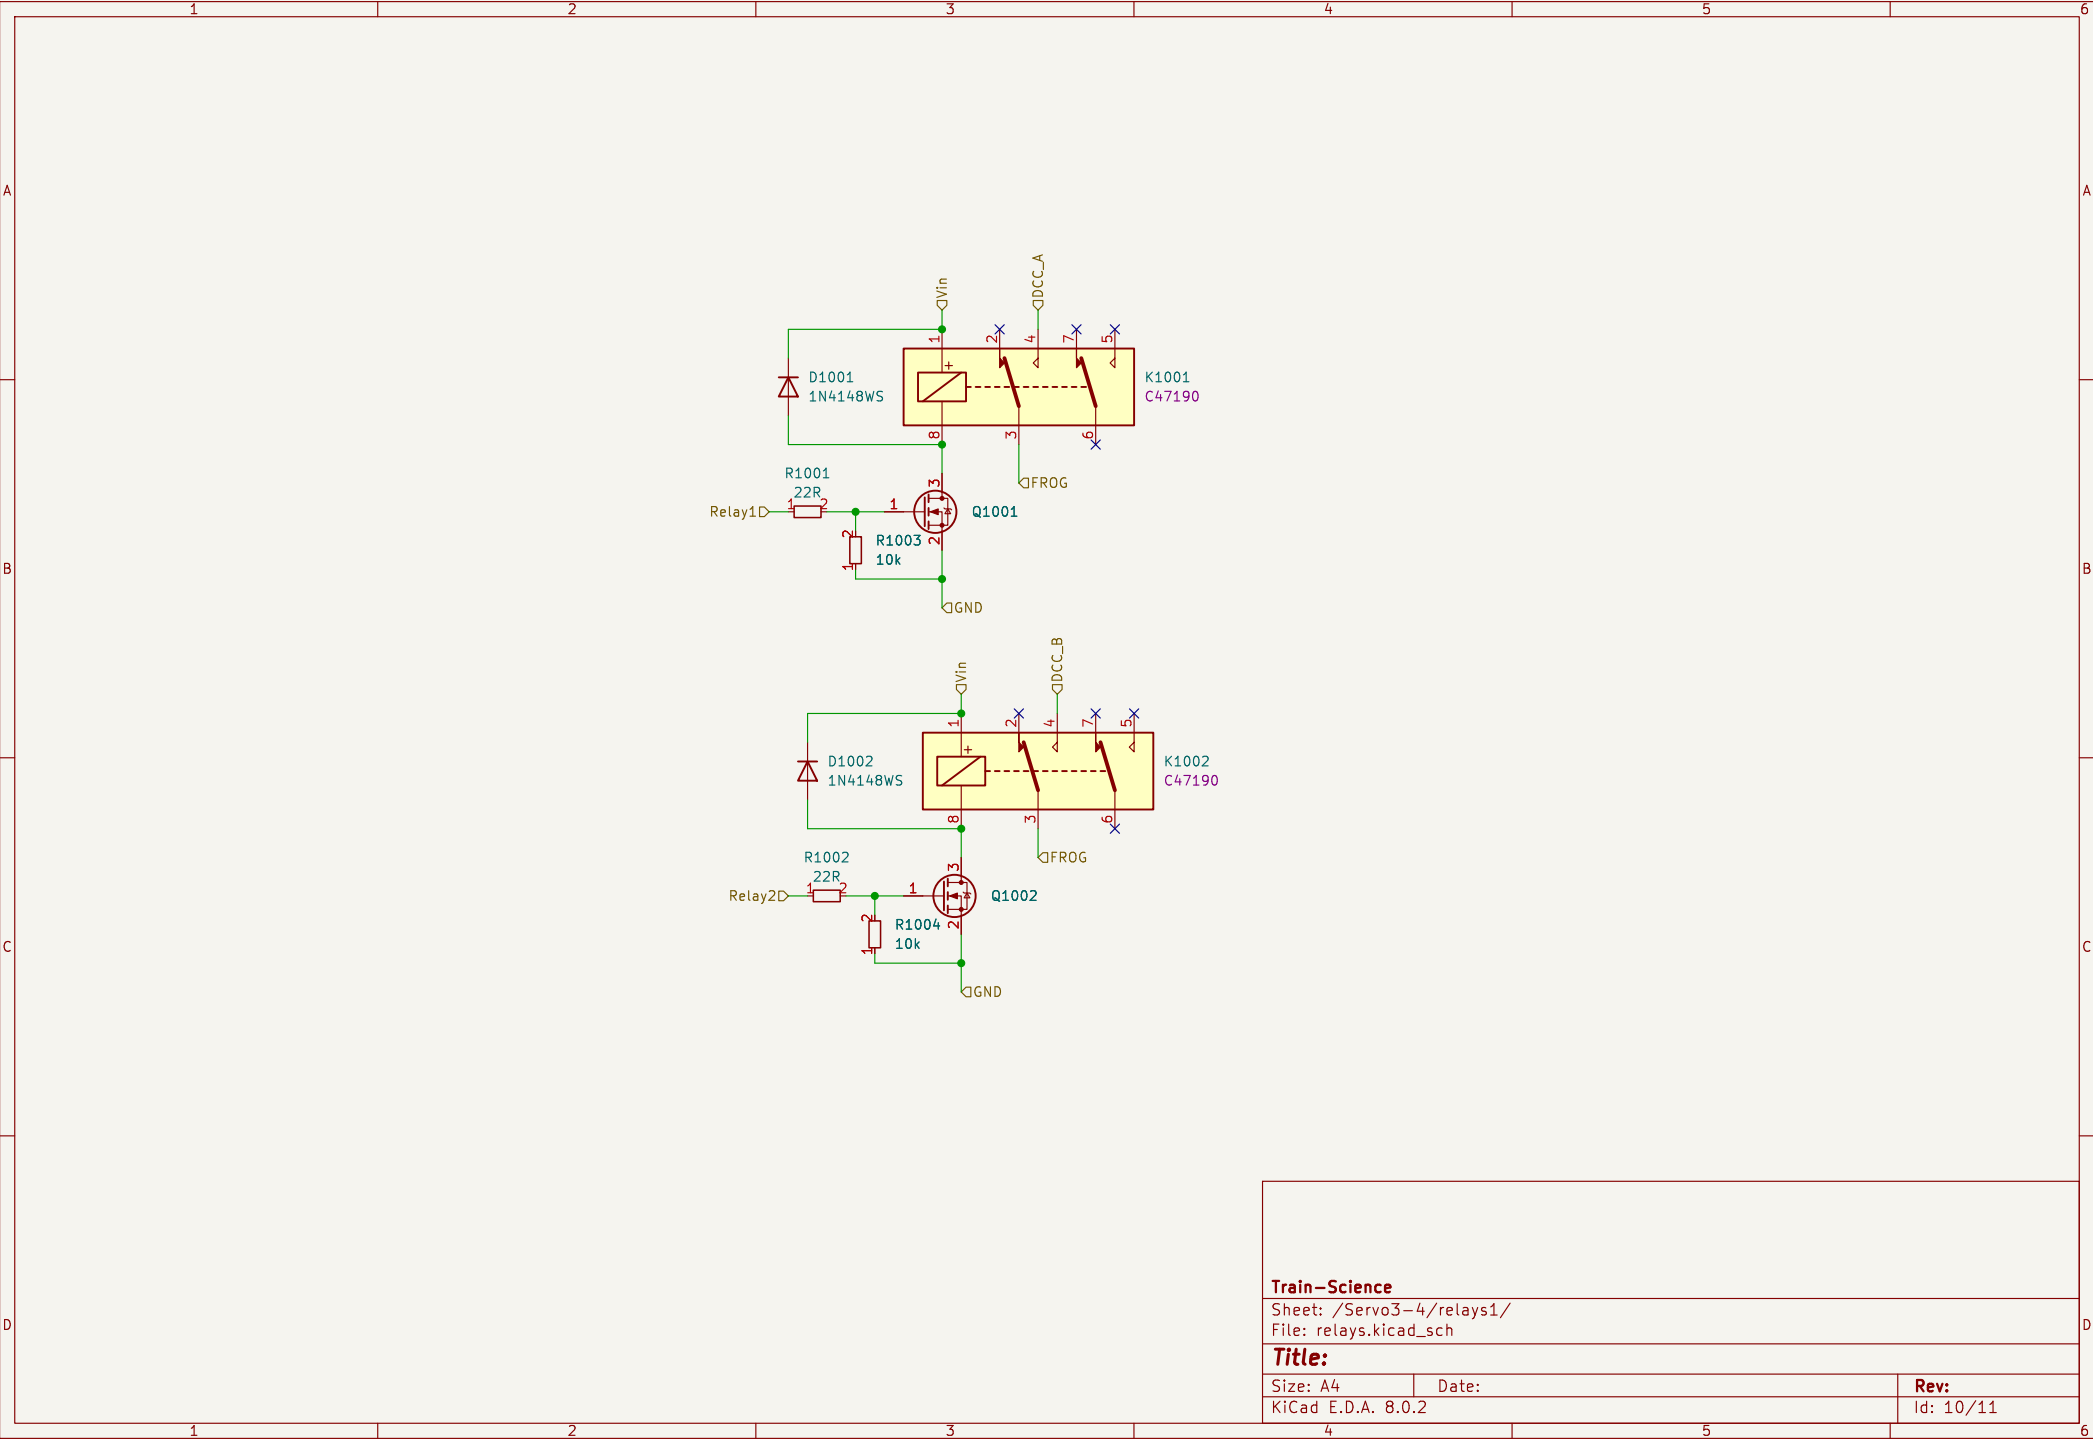 1 2 3 4 5 6
A A
Vin
DCC_A
1 2 4 7 5
+
D1001
1N4148WS
K1001
C47190
8 3 6
R1001
22R
3
FROG
Relay1 1 2 1 Q1001
2 2
R1003
10k
1
B B
GND
Vin
DCC_B
1 2 4 7 5
+
D1002
1N4148WS
K1002
C47190
8 3 6
R1002
22R
3
FROG
Relay2 1 2 1 Q1002
2 2
R1004
10k
1
C C
GND
Train-Science
Sheet: /Servo3-4/relays1/
File: relays.kicad_sch
D D
Title:
Size: A4 Date: Rev:
KiCad E.D.A. 8.0.2 Id: 10/11
1 2 3 4 5 6